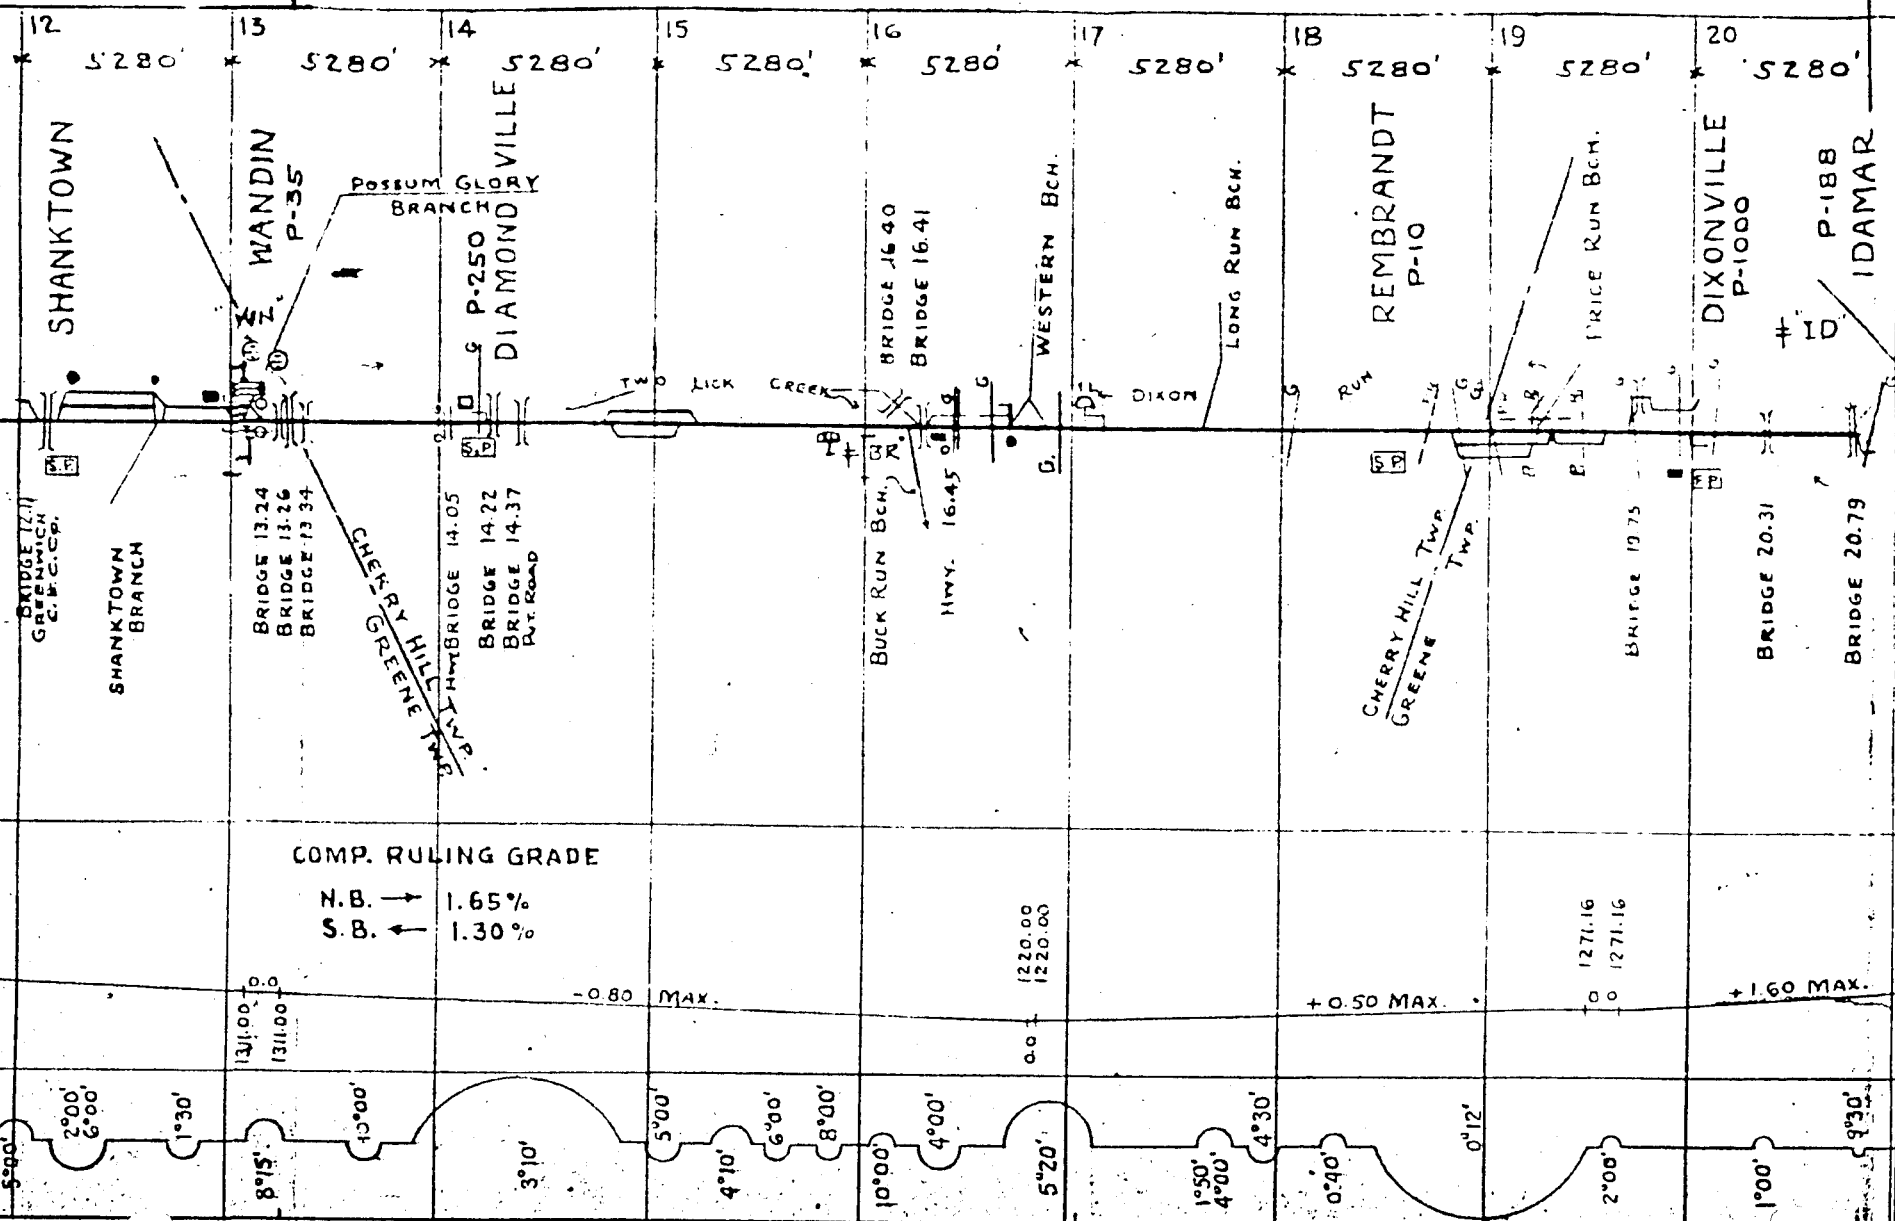 12 13 14 15 16 17 18 19 20
5280' 5280' 5280' 5280' 5280' 5280' 5280' 5280' 5280'
SHANKTOWN
WANDIN
P-35
POSSUM GLORY
BRANCH
P-250
DIAMONDVILLE
BRIDGE 16.40
BRIDGE 16.41
WESTERN BCH.
LONG RUN BCH.
REMBRANDT
P-10
PRICE RUN BCH.
DIXONVILLE
P-1000
P-188
IDAMAR
"ID"
TWO LICK CREEK
DIXON RUN
G
G
G
G
S.P.
S.P.
BR.
S P
BRIDGE 12.11
GREENWICH
C. & C. Cp.
SHANKTOWN
BRANCH
BRIDGE 13.24
BRIDGE 13.26
BRIDGE 13.34
CHERRY HILL TWP.
GREENE TWP.
HWY BRIDGE 14.05
BRIDGE 14.22
BRIDGE 14.37
PVT. ROAD
BUCK RUN BCH.
HWY. 16.45
CHERRY HILL TWP.
GREENE TWP.
BRIDGE 19.75
BRIDGE 20.31
BRIDGE 20.79
COMP. RULING GRADE
N.B. → 1.65%
S.B. ← 1.30%
0.0
1311.00
1311.00
-0.80 MAX.
1220.00
1220.00
0.0
+0.50 MAX.
1271.16
1271.16
0 0
+1.60 MAX.
5°00'
2°00'
6°00'
1°30'
8°15'
10°00'
3°10'
5°00'
4°10'
6°00'
8°00'
10°00'
4°00'
5°20'
1°50'
4°00'
4°30'
0°40'
0°12'
2°00'
1°00'
9°30'